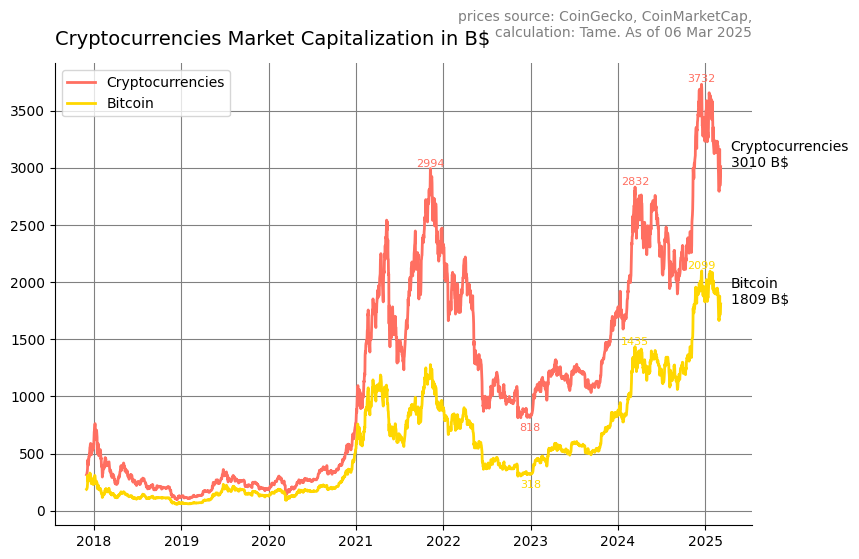 prices source: CoinGecko, CoinMarketCap,
calculation: Tame. As of 06 Mar 2025
Cryptocurrencies Market Capitalization in B$
Cryptocurrencies
Bitcoin
3732
3500
Cryptocurrencies
3010 B$
2994
3000
2832
2500
2099
Bitcoin
1809 B$
2000
1500
1435
1000
818
500
318
0
2018 2019 2020 2021 2022 2023 2024 2025